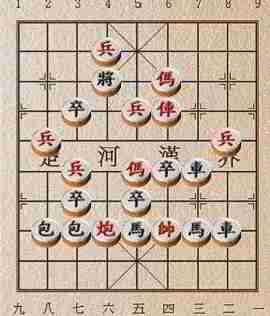 1 2 3 4 5 6 7 8 9
兵
將 傌
卒 兵 俥
兵 兵
楚 河 漢 界
兵 傌 卒 車
卒 卒
包 包 炮 馬 帥 馬 車
九 八 七 六 五 四 三 二 一